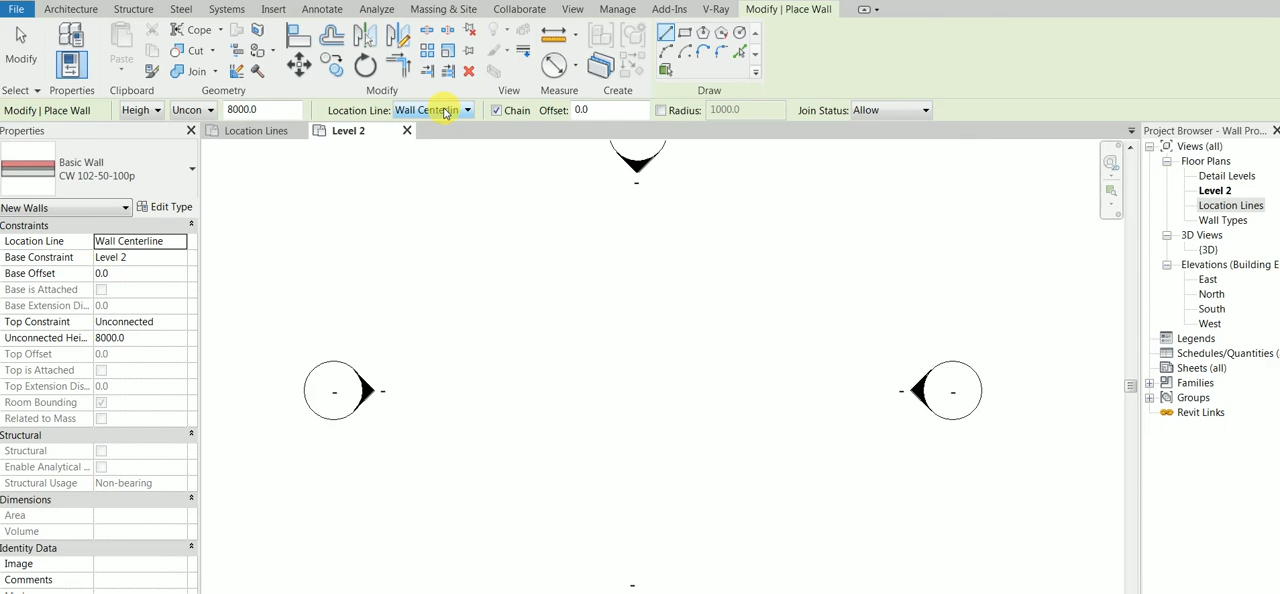 File Architecture Structure Steel Systems Insert Annotate Analyze Massing & Site Collaborate View Manage Add-Ins V-Ray Modify | Place Wall
Cope
Cut
Join
Modify
Paste
Select Properties Clipboard Geometry Modify View Measure Create Draw
Modify | Place Wall Heigh Uncon 8000.0 Location Line: Wall Centerlin Chain Offset: 0.0 Radius: 1000.0 Join Status: Allow
Properties
Location Lines
Level 2
Project Browser - Wall Pro...
Basic Wall
CW 102-50-100p
New Walls
Edit Type
Constraints
Location Line Wall Centerline
Base Constraint Level 2
Base Offset 0.0
Base is Attached
Base Extension Di... 0.0
Top Constraint Unconnected
Unconnected Hei... 8000.0
Top Offset 0.0
Top is Attached
Top Extension Dis... 0.0
Room Bounding
Related to Mass
Structural
Structural
Enable Analytical ...
Structural Usage Non-bearing
Dimensions
Area
Volume
Identity Data
Image
Comments
Views (all)
Floor Plans
Detail Levels
Level 2
Location Lines
Wall Types
3D Views
{3D}
Elevations (Building E
East
North
South
West
Legends
Schedules/Quantities (
Sheets (all)
Families
Groups
Revit Links